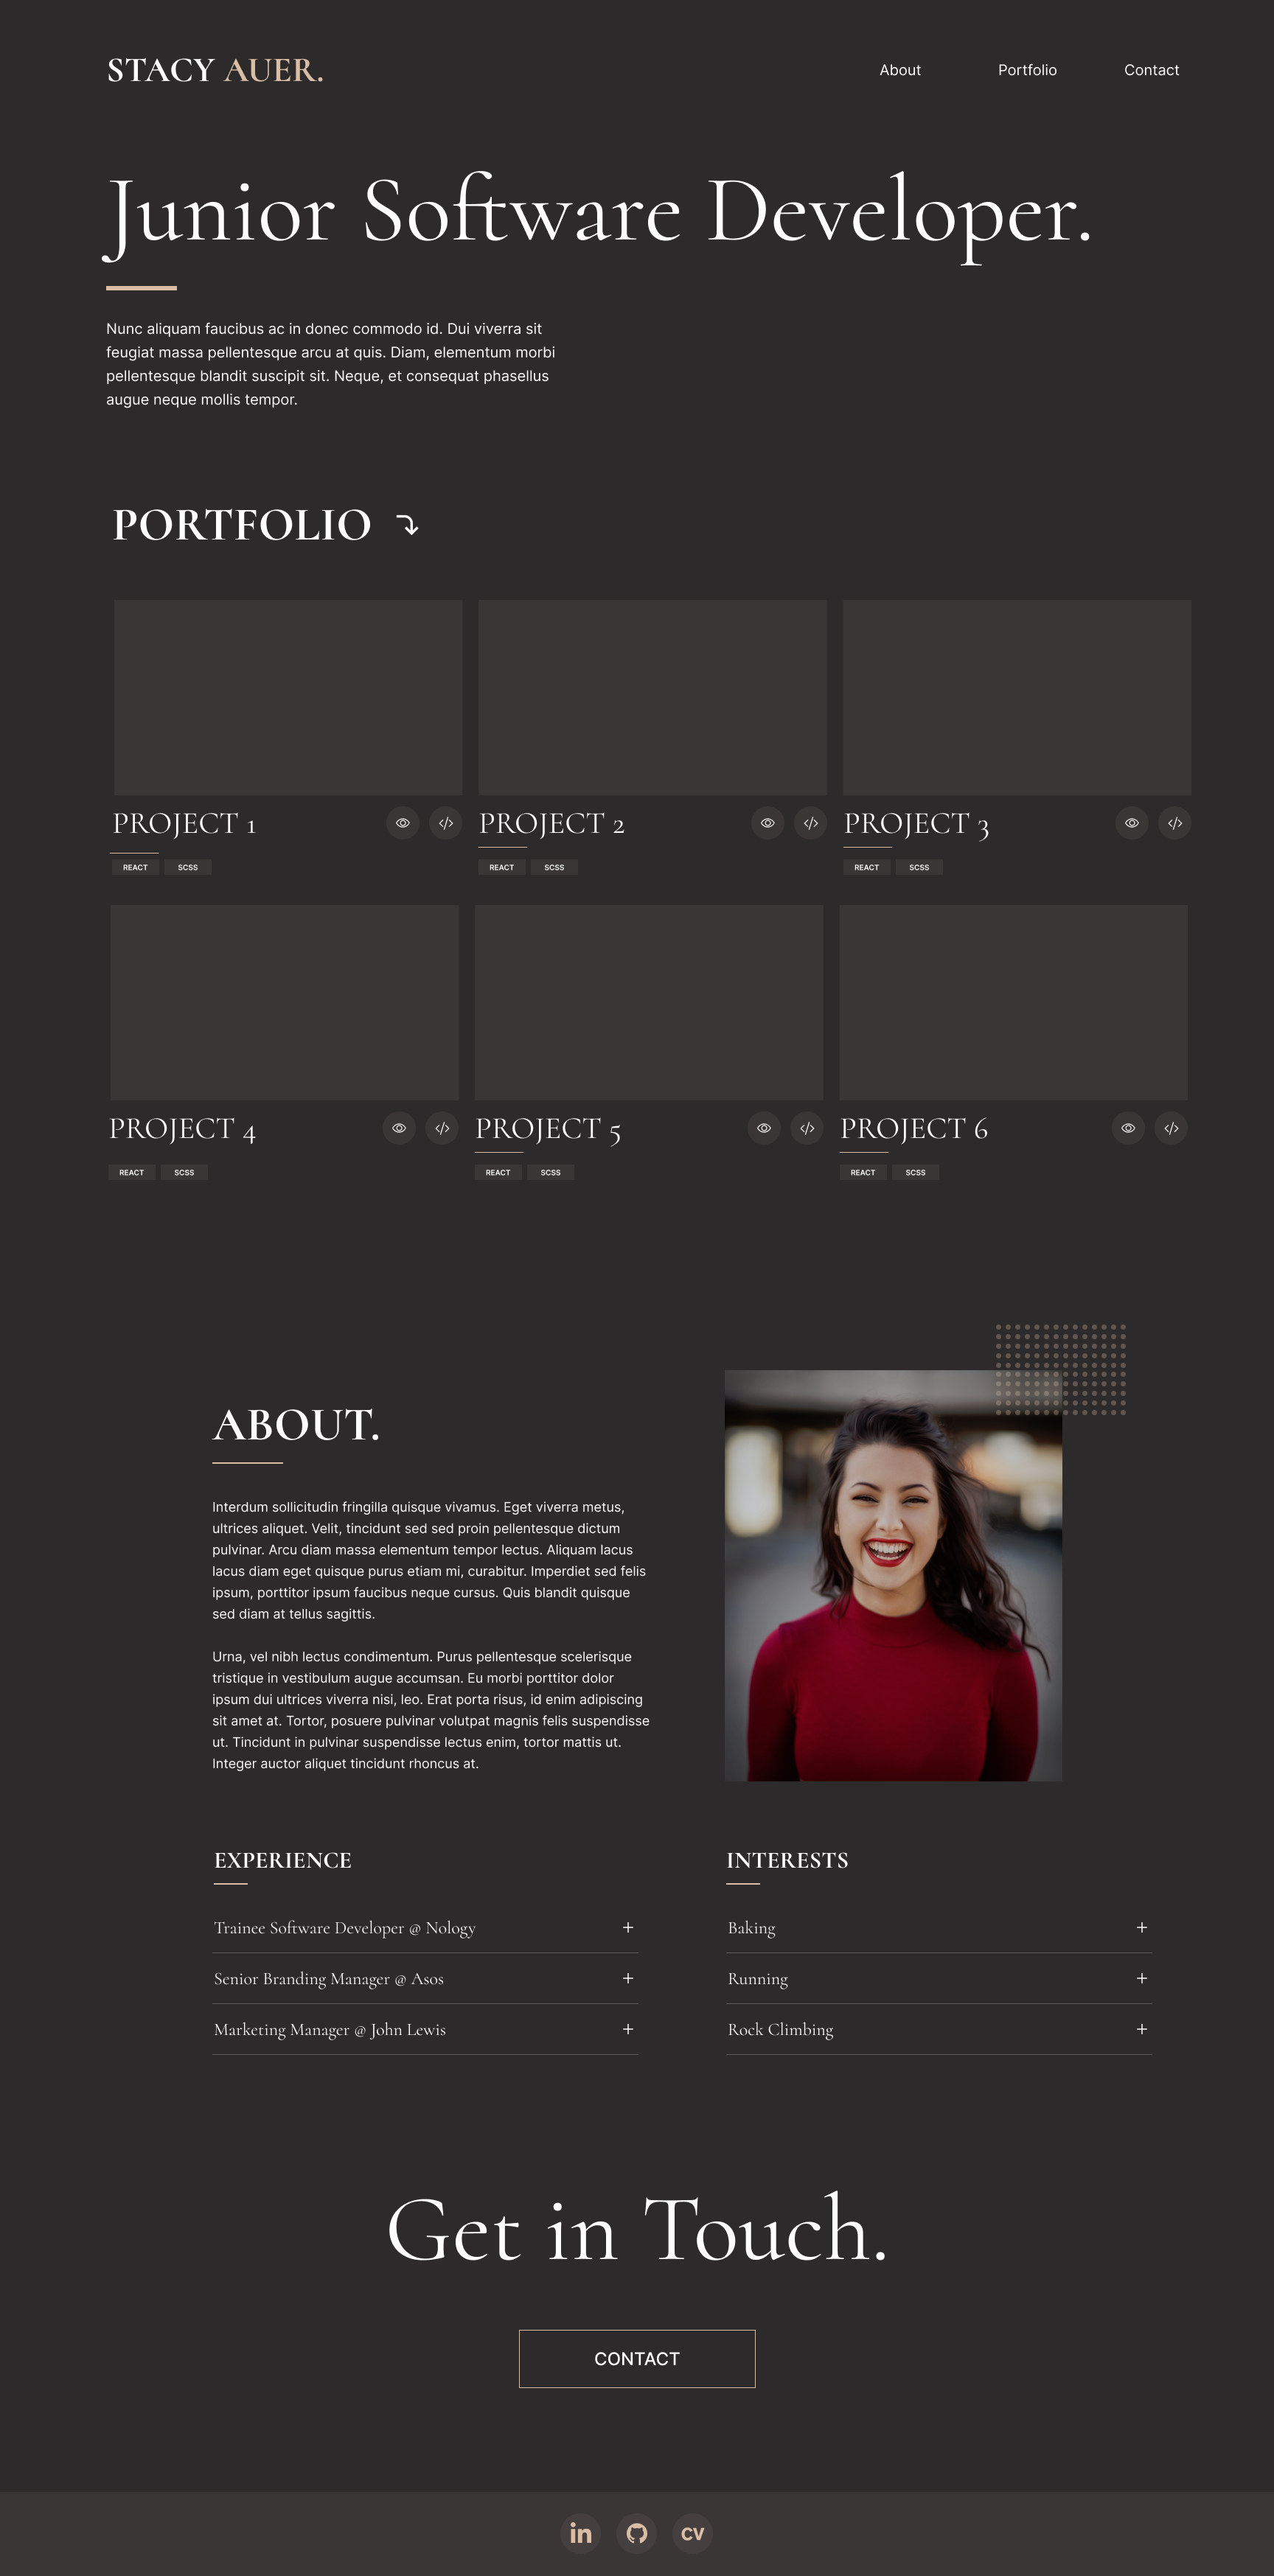 STACY AUER.
About
Portfolio
Contact
Junior Software Developer.
Nunc aliquam faucibus ac in donec commodo id. Dui viverra sit
feugiat massa pellentesque arcu at quis. Diam, elementum morbi
pellentesque blandit suscipit sit. Neque, et consequat phasellus
augue neque mollis tempor.
PORTFOLIO
PROJECT 1
REACT
SCSS
PROJECT 2
REACT
SCSS
PROJECT 3
REACT
SCSS
PROJECT 4
REACT
SCSS
PROJECT 5
REACT
SCSS
PROJECT 6
REACT
SCSS
ABOUT.
Interdum sollicitudin fringilla quisque vivamus. Eget viverra metus,
ultrices aliquet. Velit, tincidunt sed sed proin pellentesque dictum
pulvinar. Arcu diam massa elementum tempor lectus. Aliquam lacus
lacus diam eget quisque purus etiam mi, curabitur. Imperdiet sed felis
ipsum, porttitor ipsum faucibus neque cursus. Quis blandit quisque
sed diam at tellus sagittis.
Urna, vel nibh lectus condimentum. Purus pellentesque scelerisque
tristique in vestibulum augue accumsan. Eu morbi porttitor dolor
ipsum dui ultrices viverra nisi, leo. Erat porta risus, id enim adipiscing
sit amet at. Tortor, posuere pulvinar volutpat magnis felis suspendisse
ut. Tincidunt in pulvinar suspendisse lectus enim, tortor mattis ut.
Integer auctor aliquet tincidunt rhoncus at.
EXPERIENCE
Trainee Software Developer @ Nology
Senior Branding Manager @ Asos
Marketing Manager @ John Lewis
INTERESTS
Baking
Running
Rock Climbing
Get in Touch.
CONTACT
in
CV